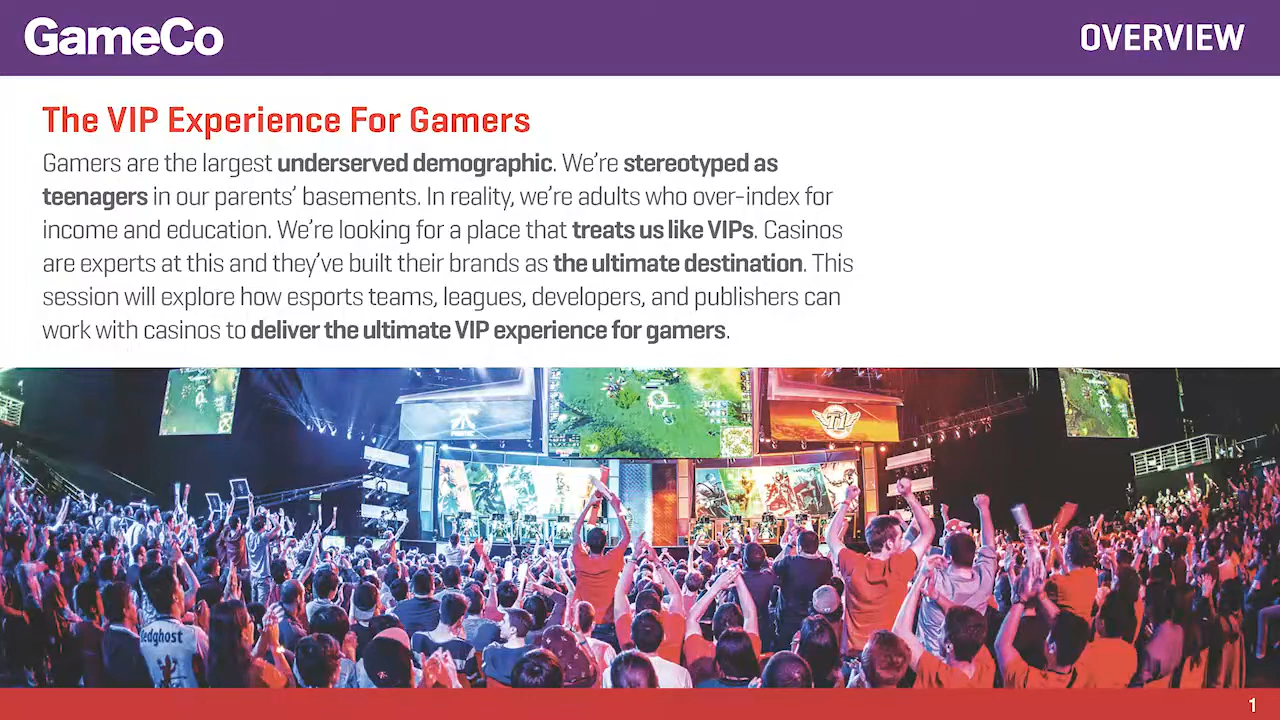 GameCo
OVERVIEW
The VIP Experience For Gamers
Gamers are the largest underserved demographic. We’re stereotyped as
teenagers in our parents’ basements. In reality, we’re adults who over-index for
income and education. We’re looking for a place that treats us like VIPs. Casinos
are experts at this and they’ve built their brands as the ultimate destination. This
session will explore how esports teams, leagues, developers, and publishers can
work with casinos to deliver the ultimate VIP experience for gamers.
T1
edghost
1